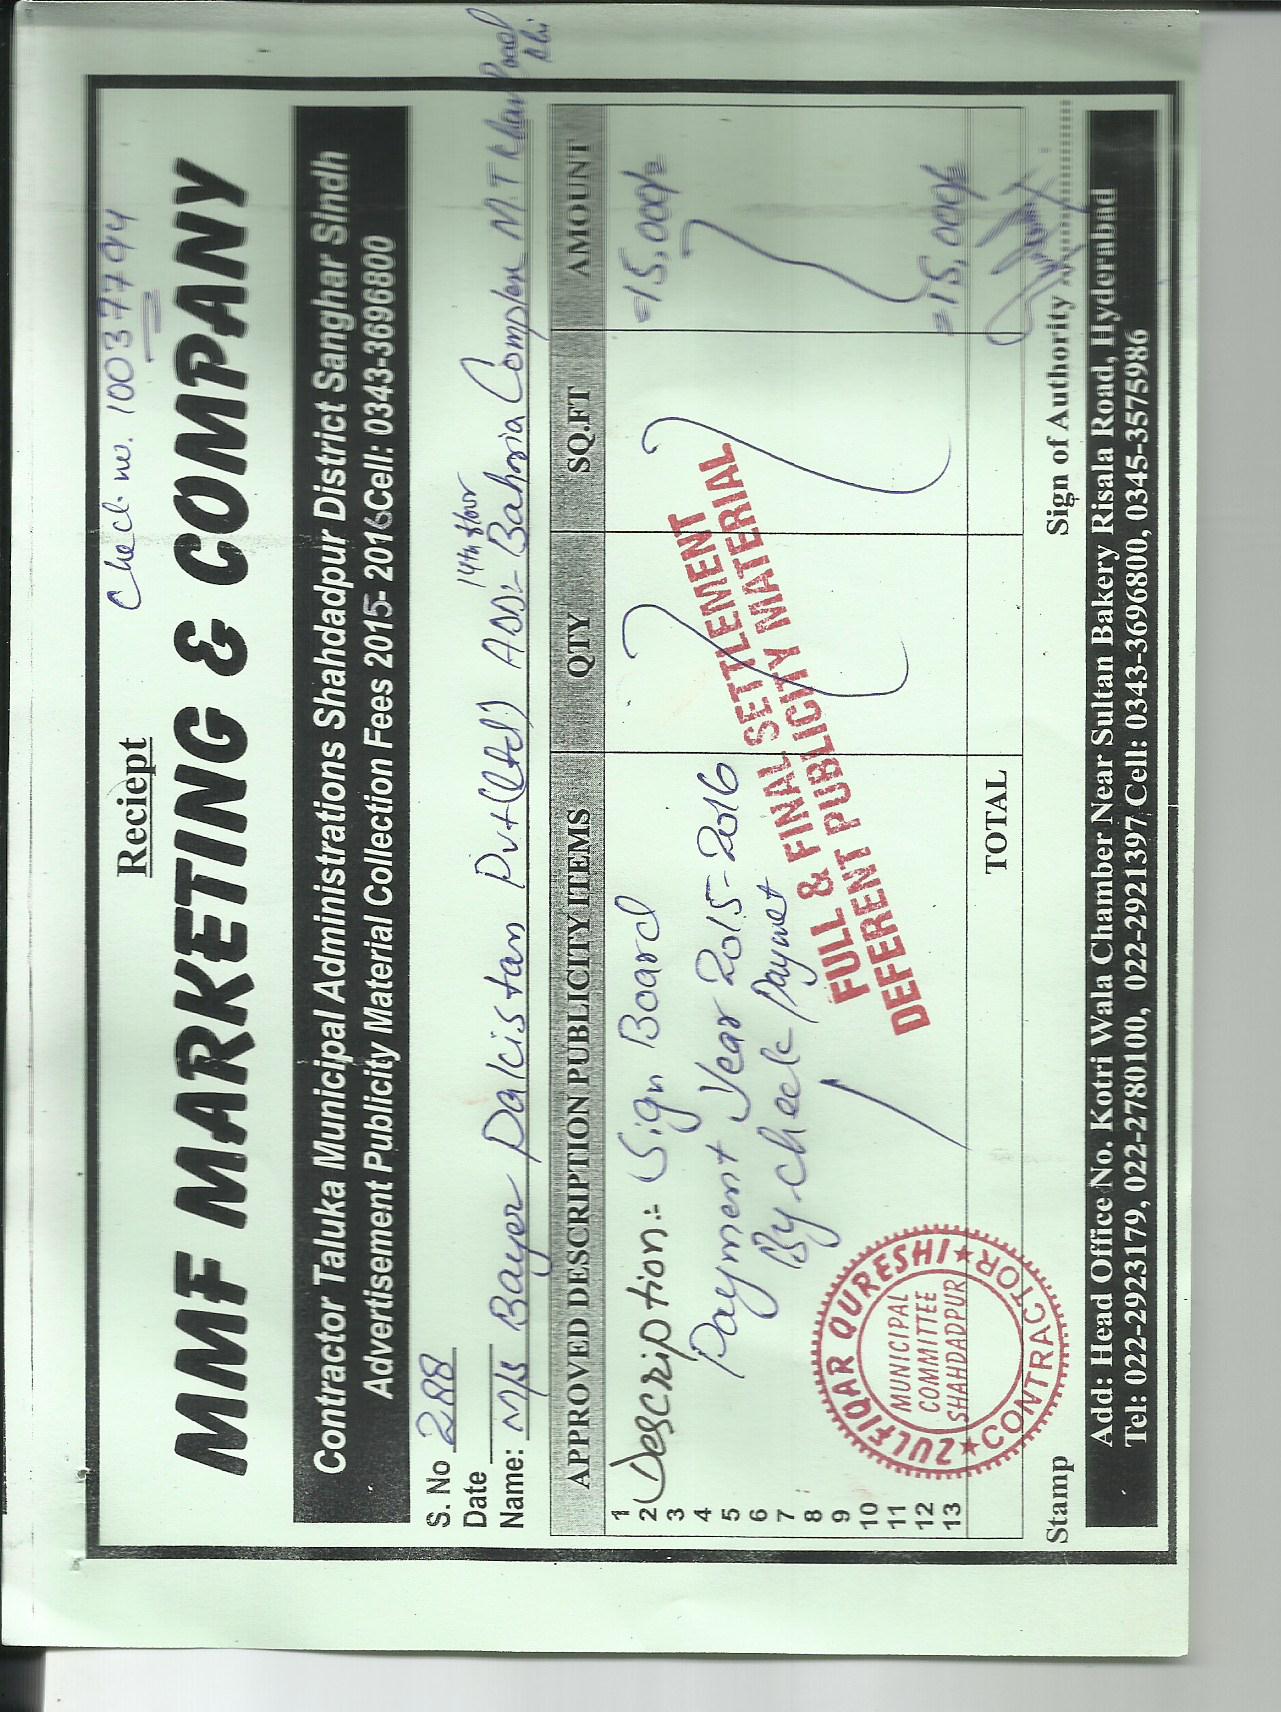 Reciept
Check no. 10037794
MMF MARKETING & COMPANY
Contractor Taluka Municipal Administrations Shahdadpur District Sanghar Sindh
Advertisement Publicity Material Collection Fees 2015- 2016Cell: 0343-3696800
S. No 288
Date
14th floor
Name: M/s Bayer Pakistan Pvt (Ltd) ADD:- Bahria Complex M.T Khan Road
Khi
APPROVED DESCRIPTION PUBLICITY ITEMS QTY SQ.FT AMOUNT
1
2 Description:- Sign Board =15,000/=
3
4 Payment Year 2015-2016
5
6 By check Paymet
7
8
9
10
11
12
13 =15,000/=
FULL & FINAL SETTLEMENT
DEFERENT PUBLICITY MATERIAL
ZULFIQAR QURESHI
MUNICIPAL
COMMITTEE
SHAHDADPUR
★CONTRACTOR★
TOTAL
Stamp Sign of Authority
Add: Head Office No. Kotri Wala Chamber Near Sultan Bakery Risala Road, Hyderabad
Tel: 022-2923179, 022-2780100, 022-2921397 Cell: 0343-3696800, 0345-3575986